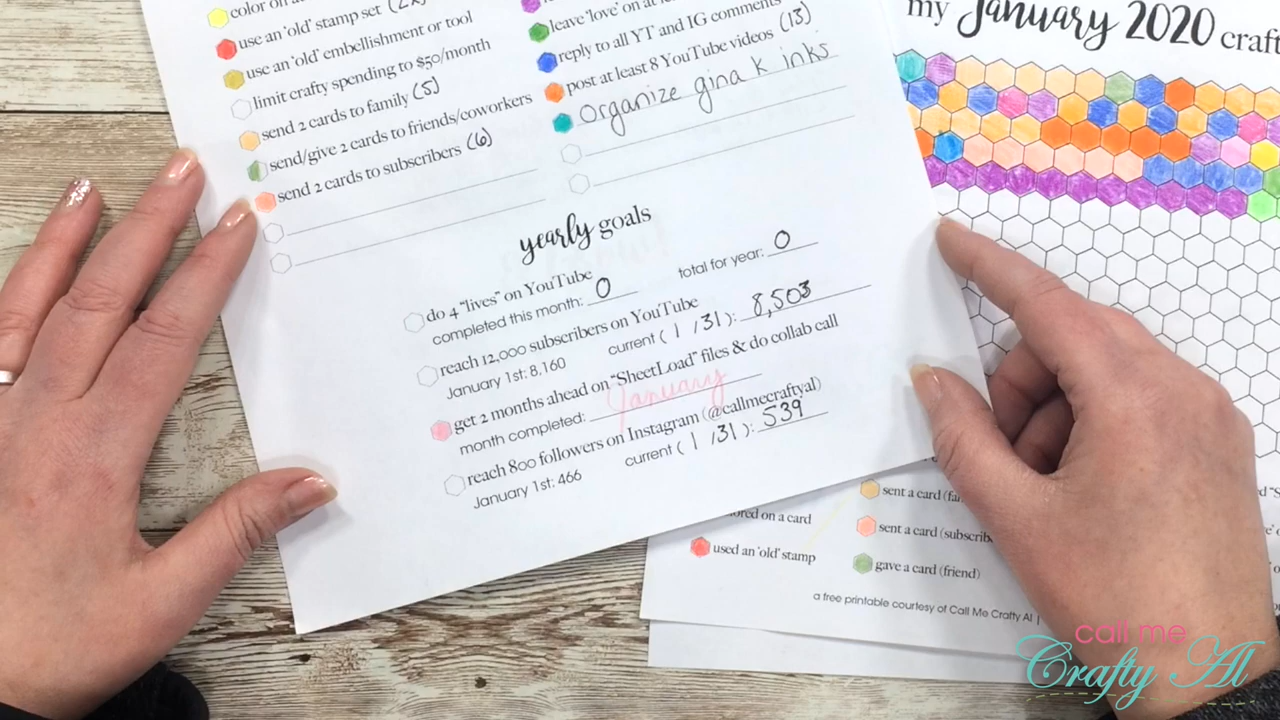 color on at
use an 'old' stamp set (2x)
use an 'old' embellishment or tool
limit crafty spending to $50/month
send 2 cards to family (5)
send/give 2 cards to friends/coworkers
send 2 cards to subscribers (6)
leave 'love' on at
reply to all YT and IG comments
post at least 8 YouTube videos (13)
organize gina k inks
yearly goals
do 4 "lives" on YouTube
completed this month: 0 total for year: 0
reach 12,000 subscribers on YouTube
January 1st: 8,160 current ( 1 /31 ): 8,503
get 2 months ahead on "SheetLoad" files & do collab call
month completed: January
reach 800 followers on Instagram (@callmecraftyal)
January 1st: 466 current ( 1 /31 ): 539
my January 2020 craft
on a card
used an 'old' stamp
sent a card
sent a card (subscrib
gave a card (friend)
a free printable courtesy of Call Me Crafty Al |
call me
Crafty Al